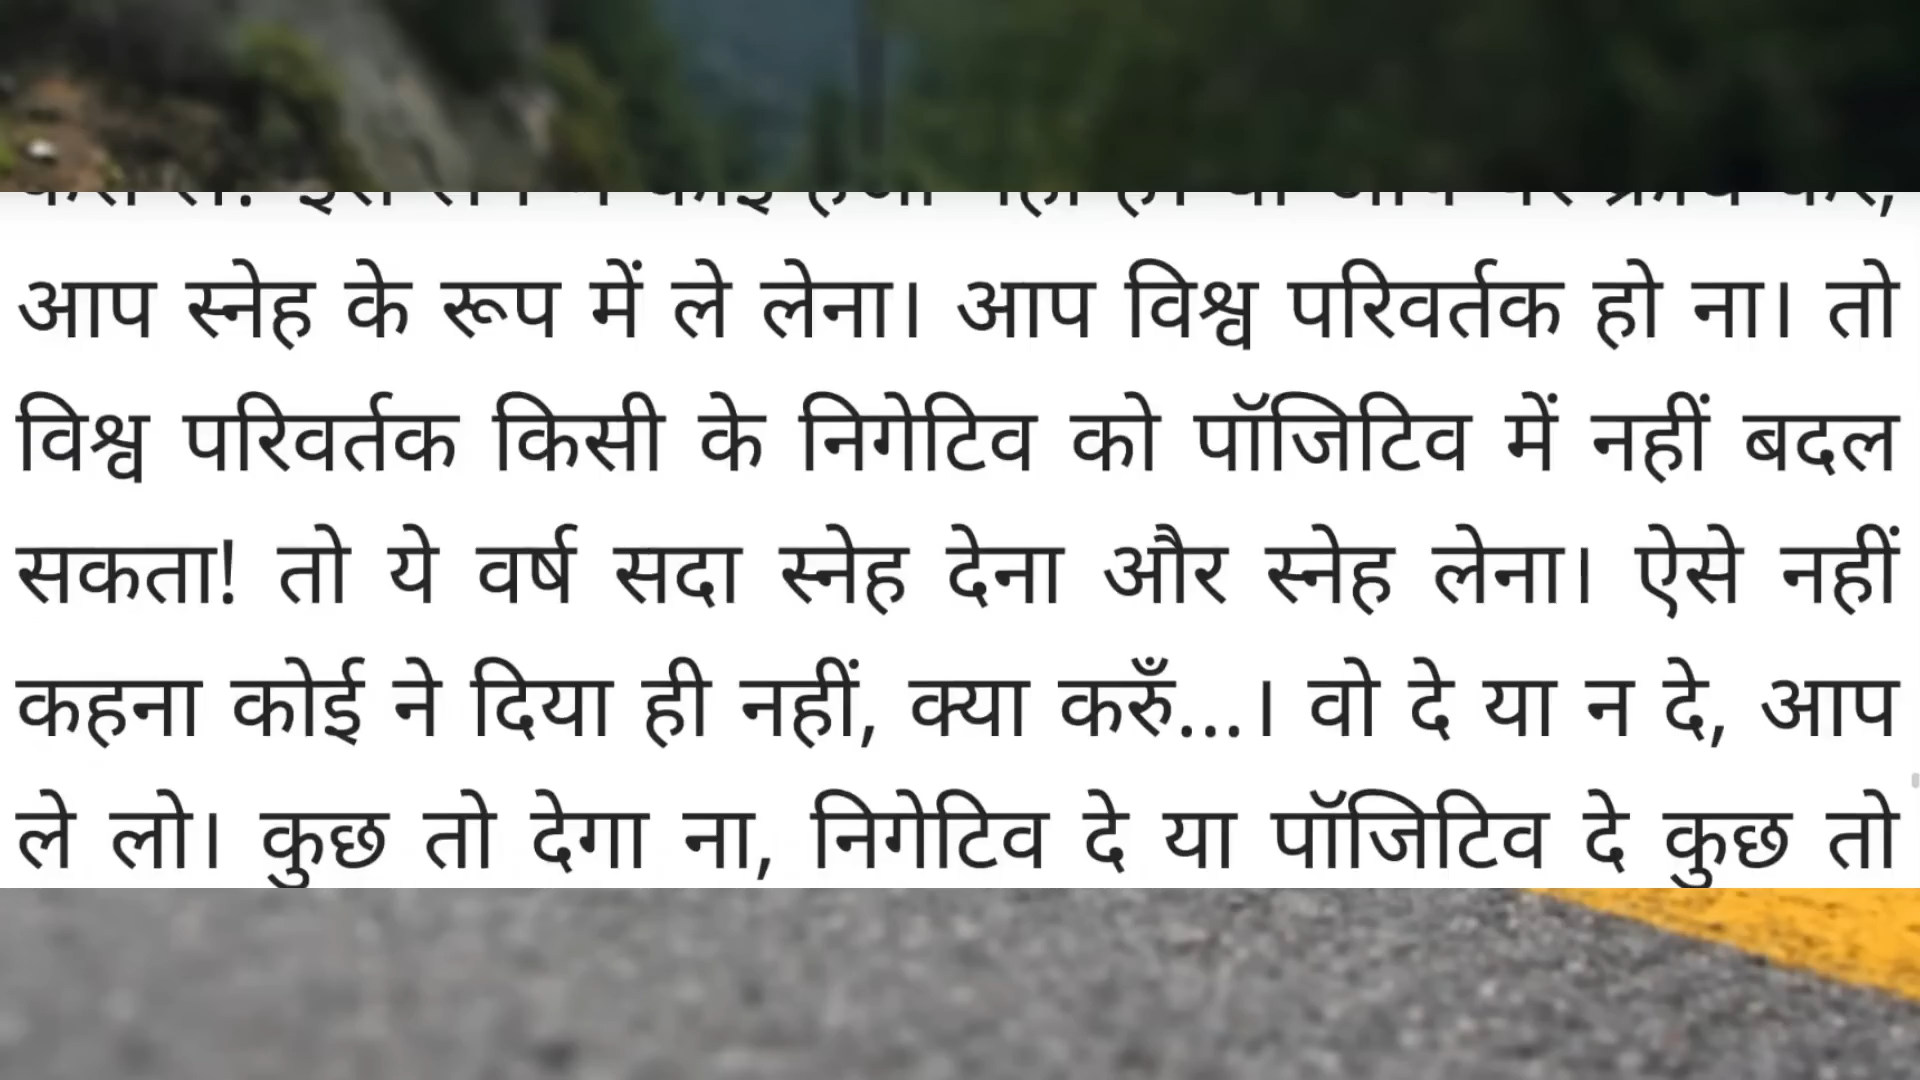 आप स्नेह के रूप में ले लेना। आप विश्व परिवर्तक हो ना। तो
विश्व परिवर्तक किसी के निगेटिव को पॉजिटिव में नहीं बदल
सकता! तो ये वर्ष सदा स्नेह देना और स्नेह लेना। ऐसे नहीं
कहना कोई ने दिया ही नहीं, क्या करुँ...। वो दे या न दे, आप
ले लो। कुछ तो देगा ना, निगेटिव दे या पॉजिटिव दे कुछ तो